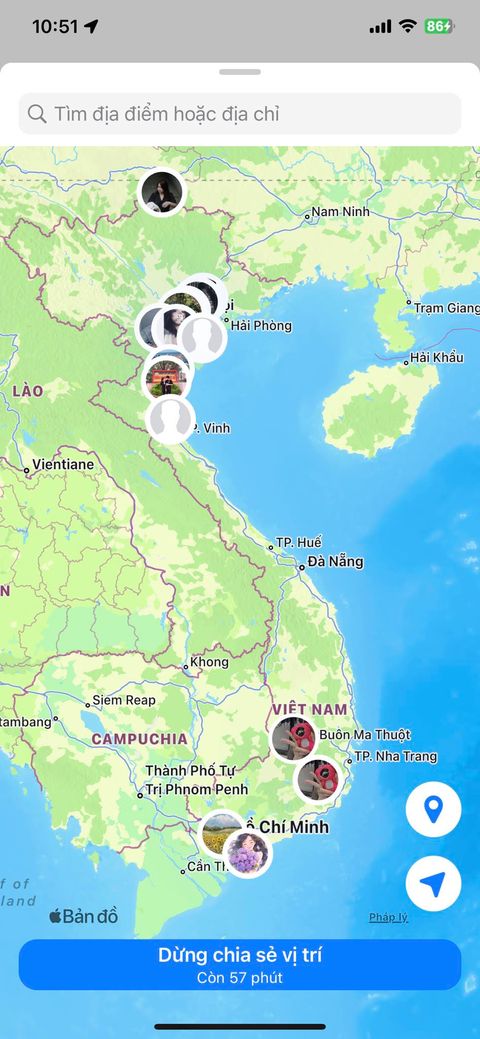 10:51
86
Tìm địa điểm hoặc địa chỉ
Nam Ninh
Hải Phòng
Trạm Giang
Hải Khẩu
LÀO
P. Vinh
Vientiane
TP. Huế
Đà Nẵng
N
Khong
Siem Reap
tambang
VIỆT NAM
CAMPUCHIA
Buôn Ma Thuột
TP. Nha Trang
Thành Phố Tự
Trị Phnôm Penh
Hồ Chí Minh
Cần Th
f of
land
Bản đồ
Pháp lý
Dừng chia sẻ vị trí
Còn 57 phút